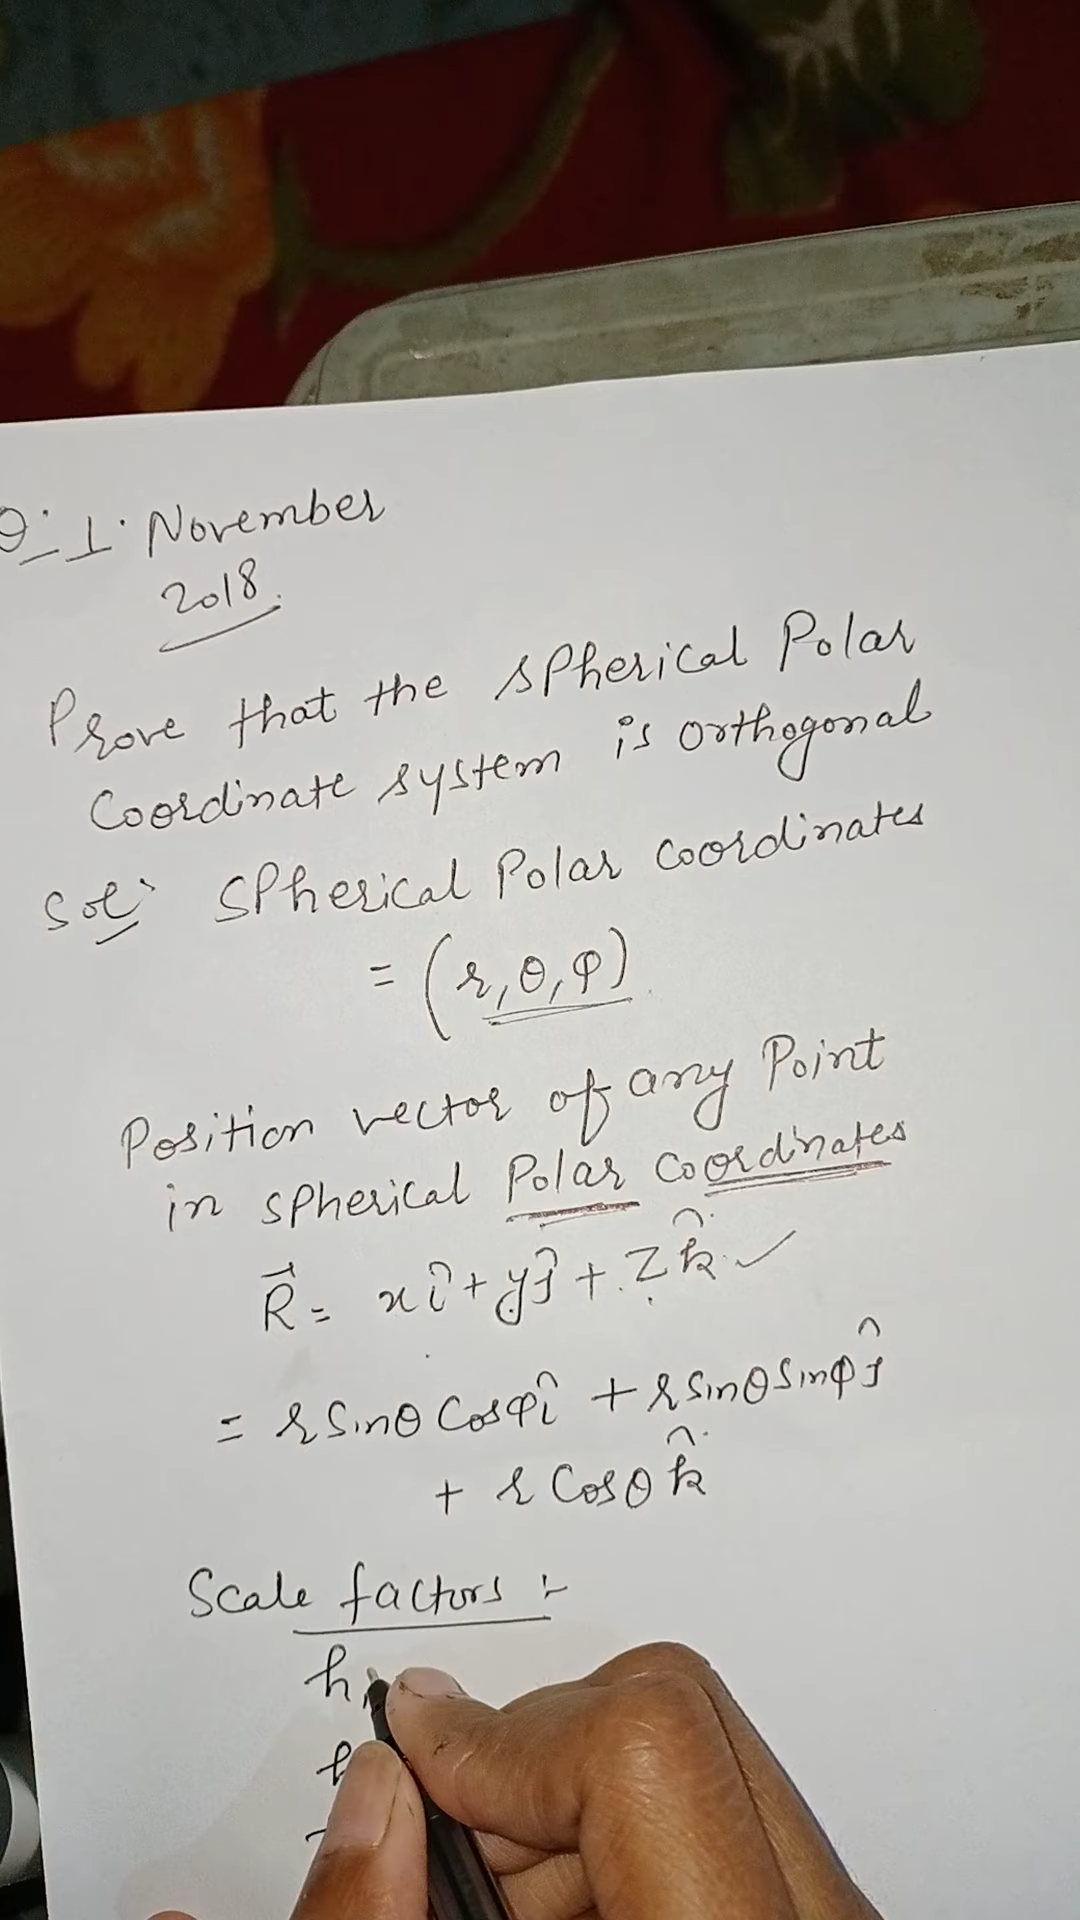 Q:-1. November
2018.
Prove that the spherical Polar
Coordinate system is orthogonal
Sol:- Spherical Polar Coordinates
= (r, θ, φ)
Position vector of any Point
in spherical Polar Coordinates
R⃗ = xî + yĵ + zk̂ ✓
= r sinθ cosφ î + r sinθ sinφ ĵ
+ r cosθ k̂
Scale factors :-
h